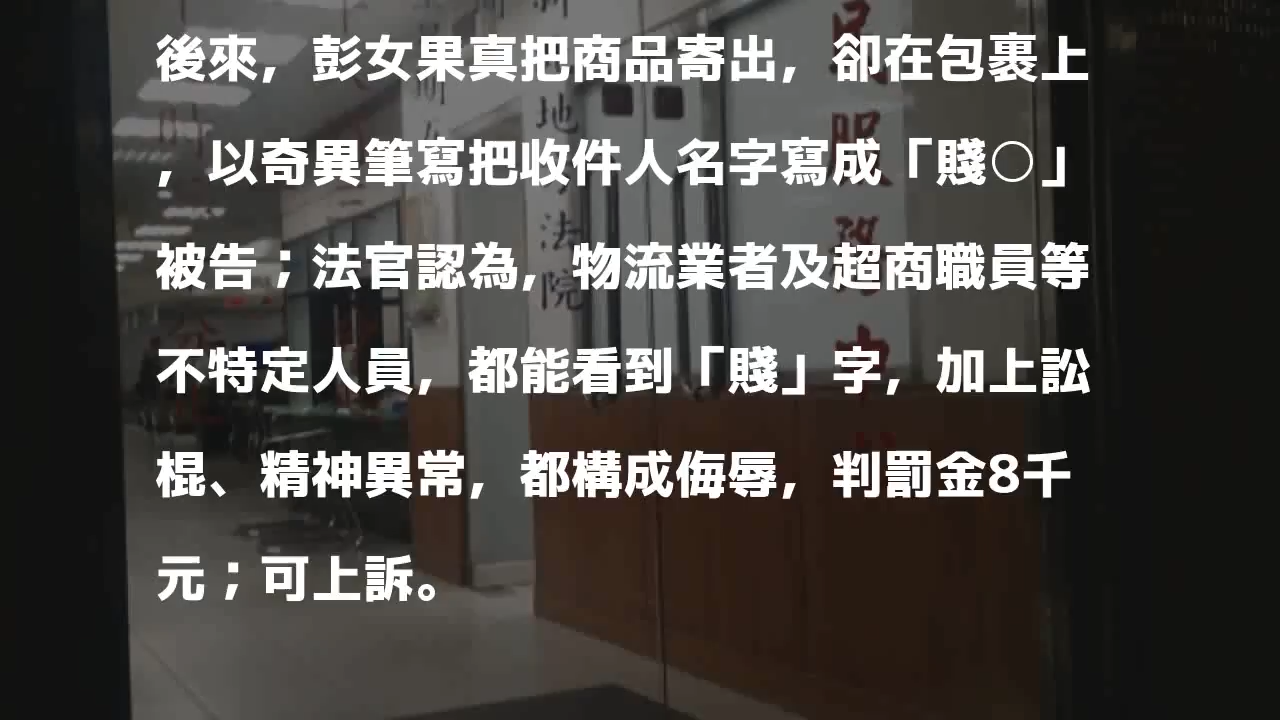 後來，彭女果真把商品寄出，卻在包裹上
，以奇異筆寫把收件人名字寫成「賤○」
被告；法官認為，物流業者及超商職員等
不特定人員，都能看到「賤」字，加上訟
棍、精神異常，都構成侮辱，判罰金8千
元；可上訴。
地方法院